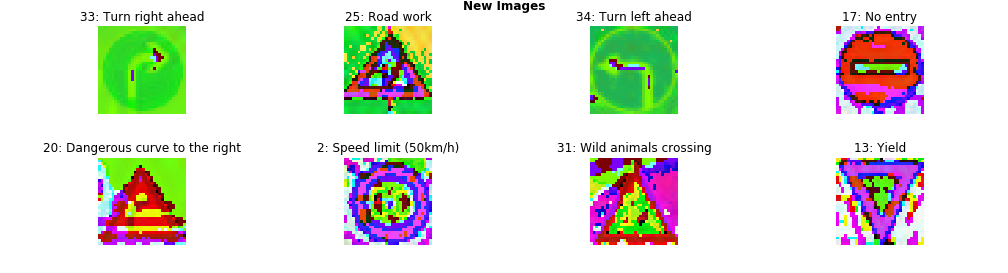 New Images
33: Turn right ahead
25: Road work
34: Turn left ahead
17: No entry
20: Dangerous curve to the right
2: Speed limit (50km/h)
31: Wild animals crossing
13: Yield